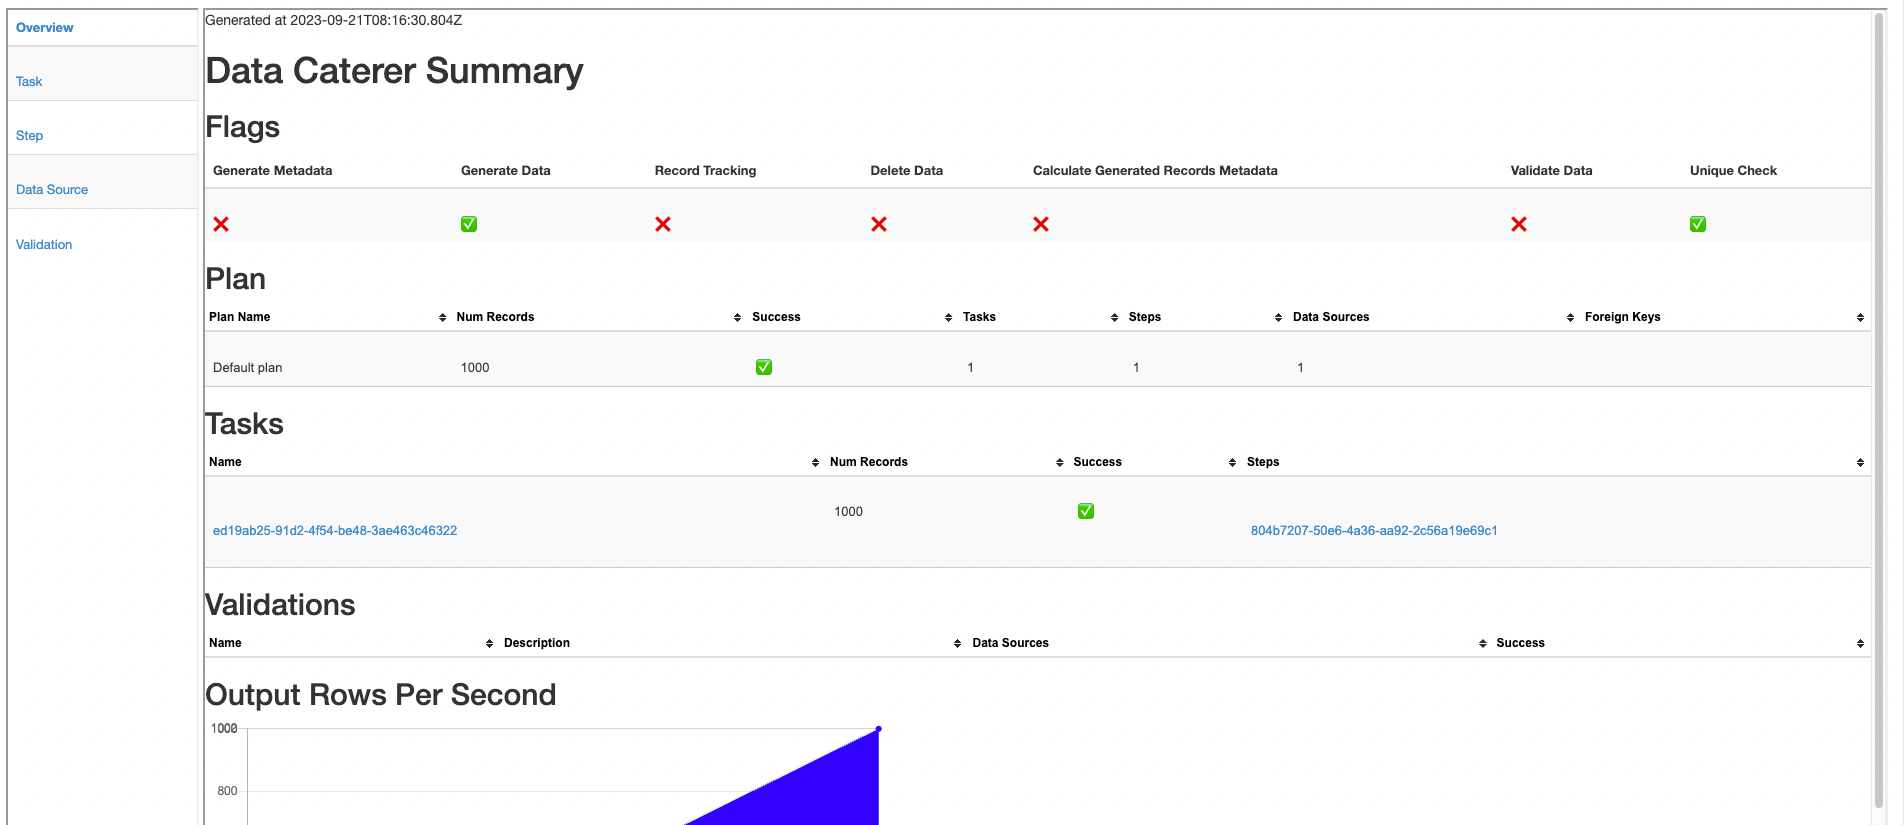 Overview
Task
Step
Data Source
Validation
Generated at 2023-09-21T08:16:30.804Z
Data Caterer Summary
Flags
Generate Metadata Generate Data Record Tracking Delete Data Calculate Generated Records Metadata Validate Data Unique Check
Plan
Plan Name Num Records Success Tasks Steps Data Sources Foreign Keys
Default plan 1000 1 1 1
Tasks
Name Num Records Success Steps
1000
ed19ab25-91d2-4f54-be48-3ae463c46322 804b7207-50e6-4a36-aa92-2c56a19e69c1
Validations
Name Description Data Sources Success
Output Rows Per Second
800